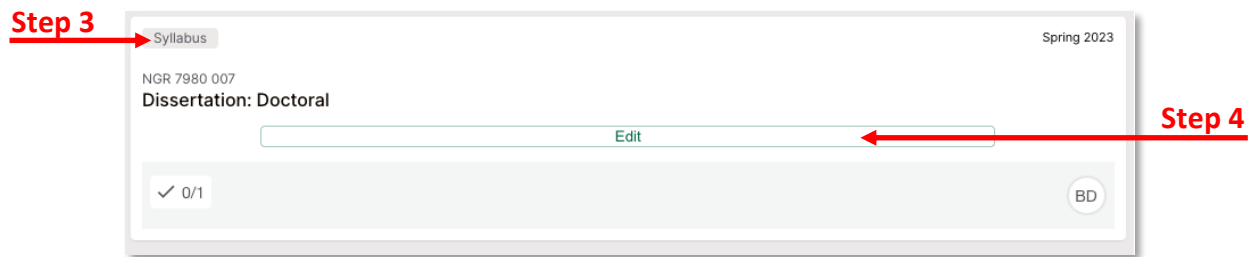 Step 3
Syllabus
Spring 2023
NGR 7980 007
Dissertation: Doctoral
Edit
Step 4
0/1
BD